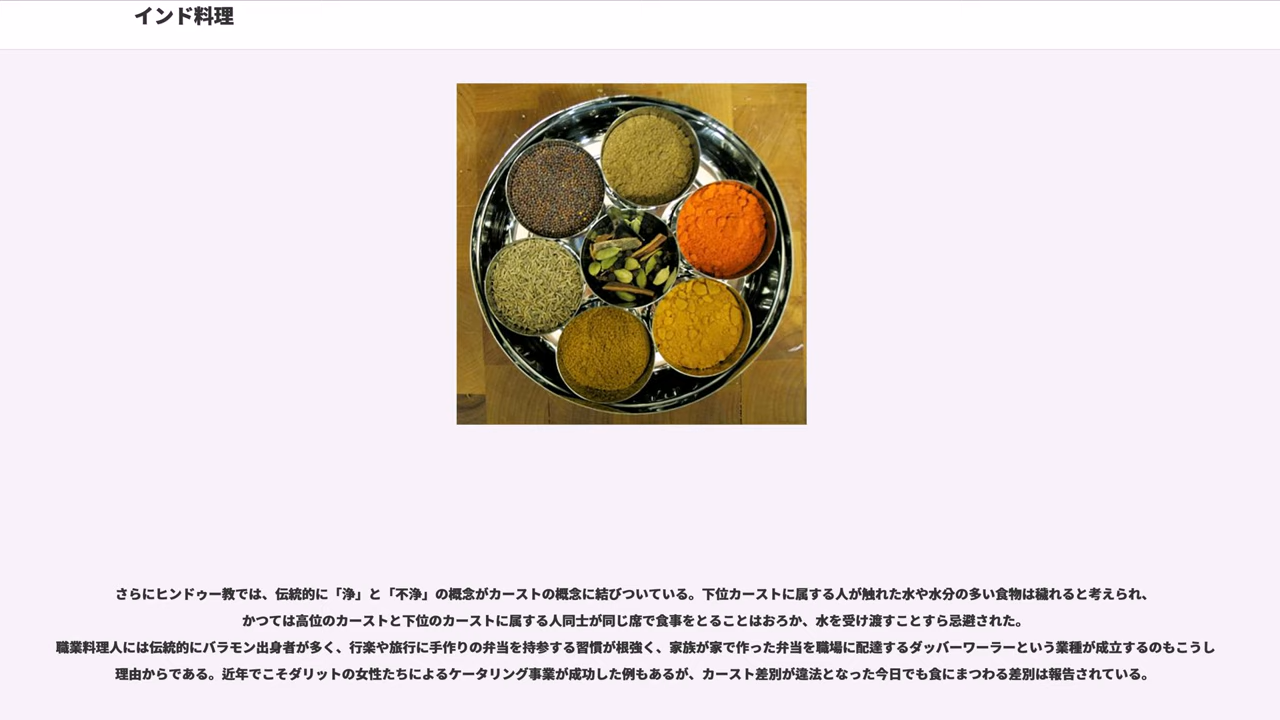 インド料理
さらにヒンドゥー教では、伝統的に「浄」と「不浄」の概念がカーストの概念に結びついている。下位カーストに属する人が触れた水や水分の多い食物は穢れると考えられ、
かつては高位のカーストと下位のカーストに属する人同士が同じ席で食事をとることはおろか、水を受け渡すことすら忌避された。
職業料理人には伝統的にバラモン出身者が多く、行楽や旅行に手作りの弁当を持参する習慣が根強く、家族が家で作った弁当を職場に配達するダッバーワーラーという業種が成立するのもこうし
理由からである。近年でこそダリットの女性たちによるケータリング事業が成功した例もあるが、カースト差別が違法となった今日でも食にまつわる差別は報告されている。